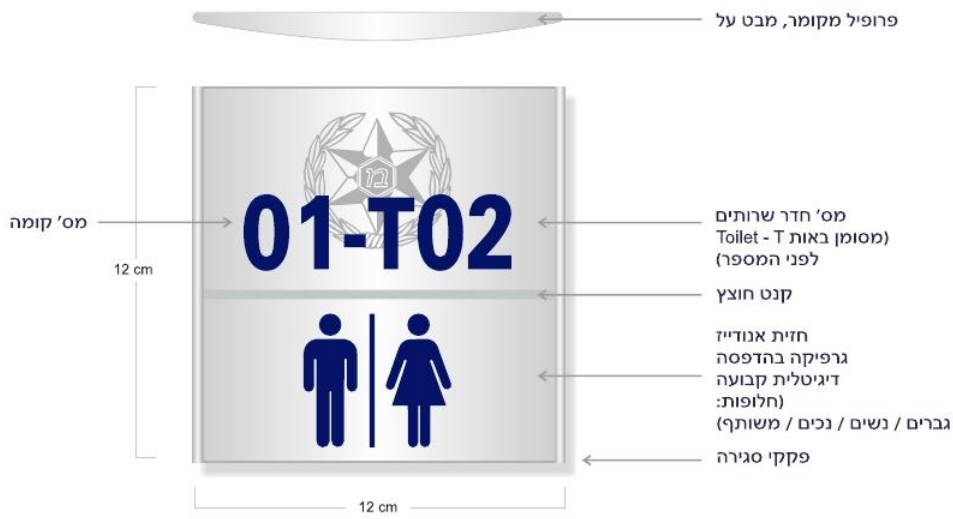 פרופיל מקומר, מבט על
מ
01-T02
מס' קומה
מס' חדר שרותים
(מסומן באות Toilet - T
לפני המספר)
12 cm
קנט חוצץ
חזית אנודייז
גרפיקה בהדפסה
דיגיטלית קבועה
(חלופות:
גברים / נשים / נכים / משותף)
פקקי סגירה
12 cm